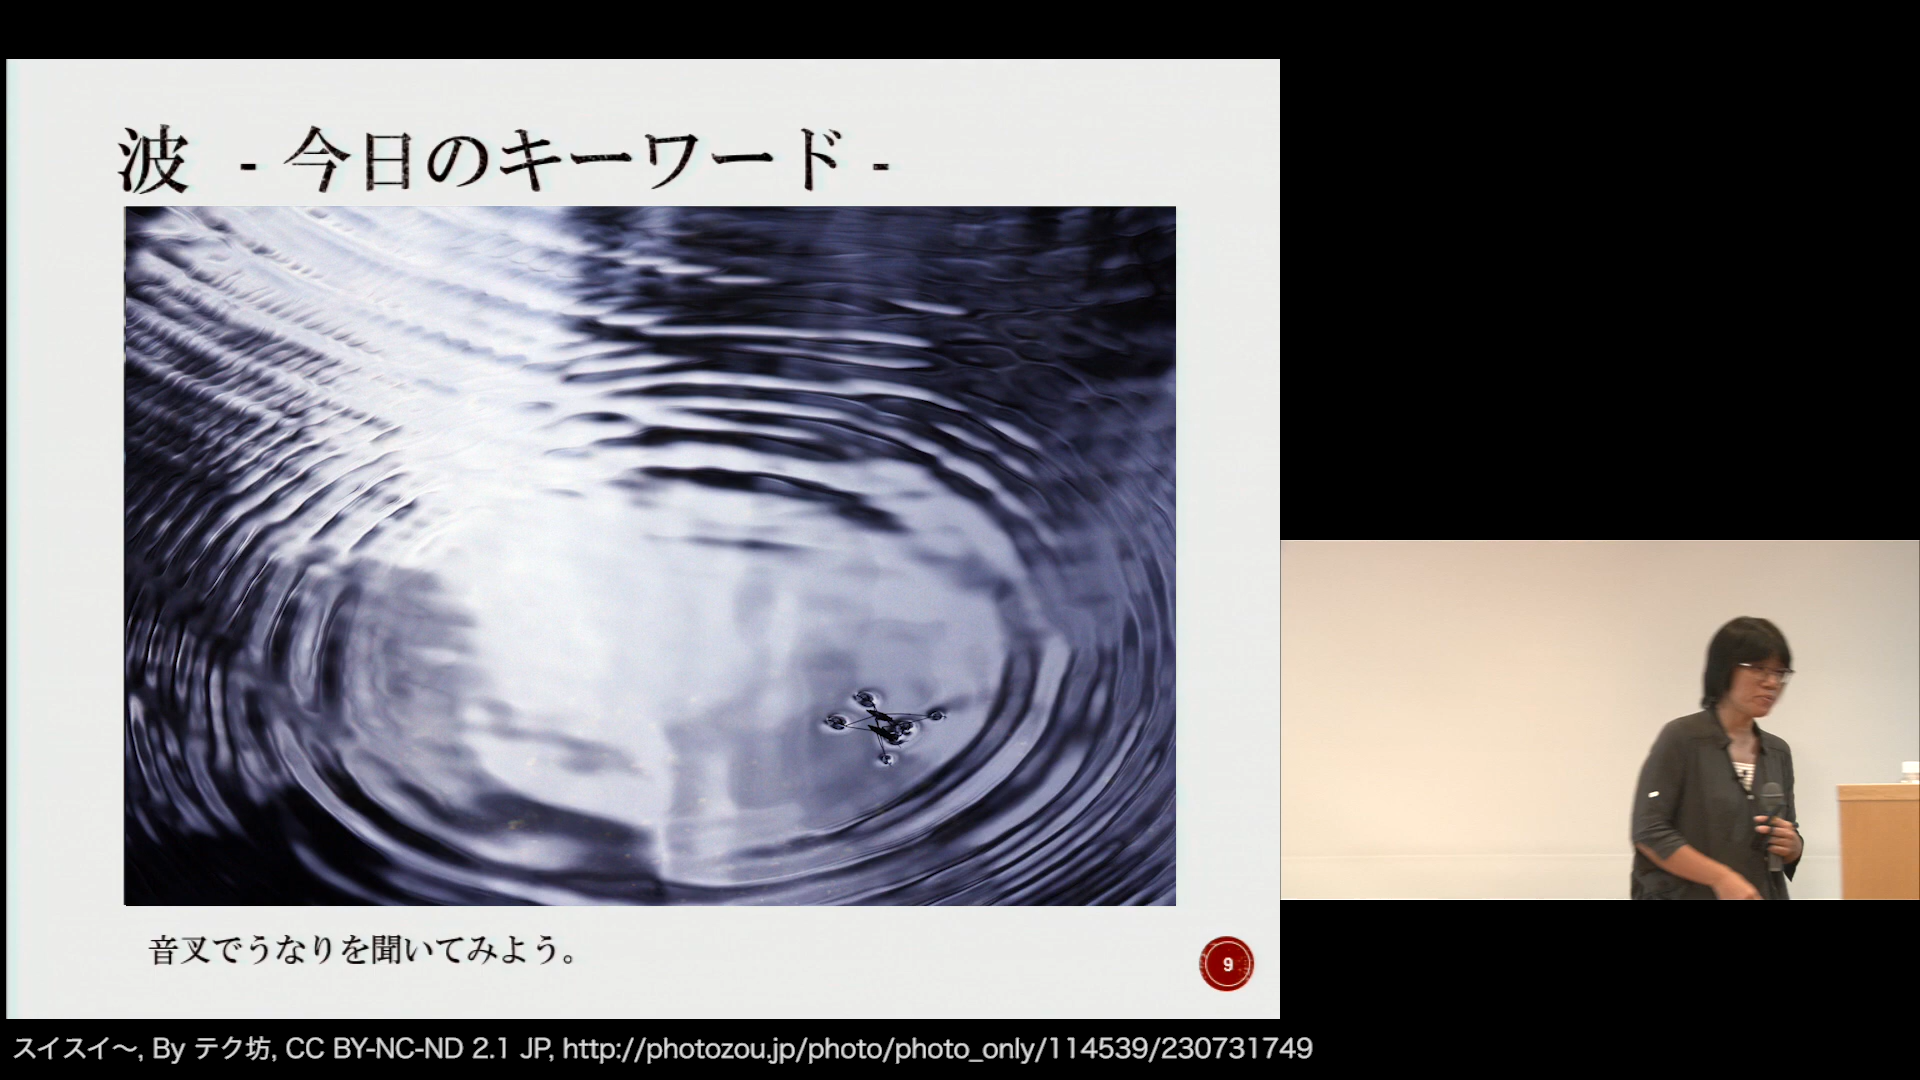 波 - 今日のキーワード -
音叉でうなりを聞いてみよう。
9
スイスイ〜, By テク坊, CC BY-NC-ND 2.1 JP, http://photozou.jp/photo/photo_only/114539/230731749